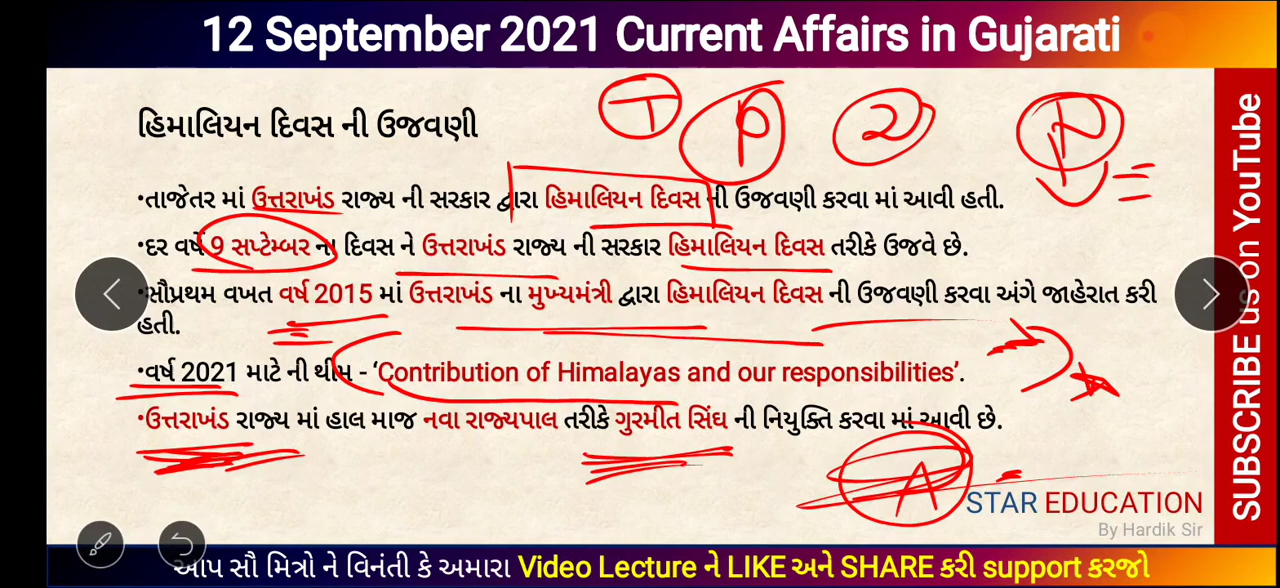 12 September 2021 Current Affairs in Gujarati
હિમાલિયન દિવસ ની ઉજવણી
T P 2 P
•તાજેતર માં ઉત્તરાખંડ રાજ્ય ની સરકાર દ્વારા હિમાલિયન દિવસ ની ઉજવણી કરવા માં આવી હતી.
•દર વર્ષે 9 સપ્ટેમ્બર ના દિવસ ને ઉત્તરાખંડ રાજ્ય ની સરકાર હિમાલિયન દિવસ તરીકે ઉજવે છે.
•સૌપ્રથમ વખત વર્ષ 2015 માં ઉત્તરાખંડ ના મુખ્યમંત્રી દ્વારા હિમાલિયન દિવસ ની ઉજવણી કરવા અંગે જાહેરાત કરી
હતી.
•વર્ષ 2021 માટે ની થીમ - ‘Contribution of Himalayas and our responsibilities’.
•ઉત્તરાખંડ રાજ્ય માં હાલ માજ નવા રાજ્યપાલ તરીકે ગુરમીત સિંઘ ની નિયુક્તિ કરવા માં આવી છે.
A
STAR EDUCATION
By Hardik Sir
SUBSCRIBE us on YouTube
આપ સૌ મિત્રો ને વિનંતી કે અમારા Video Lecture ને LIKE અને SHARE કરી support કરજો